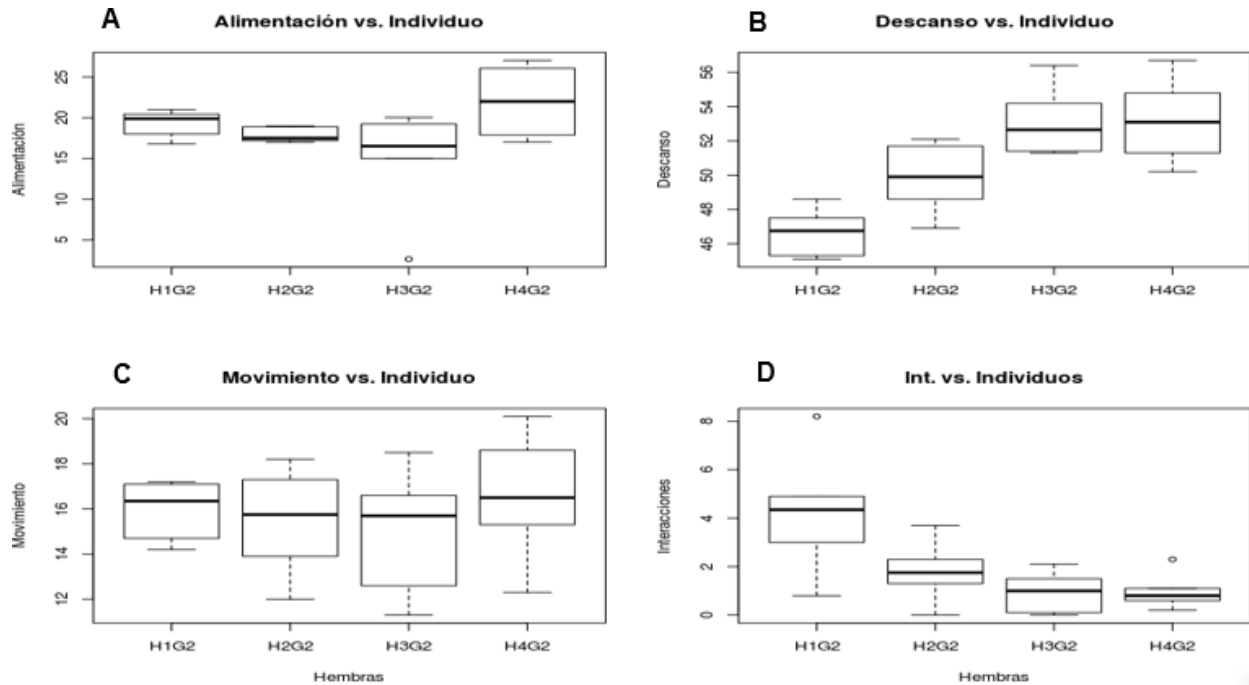 A
Alimentación vs. Individuo
Alimentación
25
20
15
10
5
H1G2 H2G2 H3G2 H4G2
B
Descanso vs. Individuo
Descanso
56
54
52
50
48
46
H1G2 H2G2 H3G2 H4G2
C
Movimiento vs. Individuo
Movimiento
20
18
16
14
12
H1G2 H2G2 H3G2 H4G2
Hembras
D
Int. vs. Individuos
Interacciones
8
6
4
2
0
H1G2 H2G2 H3G2 H4G2
Hembras